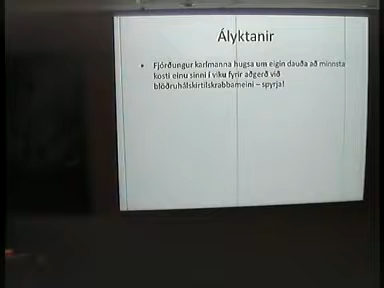 Ályktanir
• Fjórðungur karlmanna hugsa um eigin dauða að minnsta
kosti einu sinni í viku fyrir aðgerð við
blöðruhálskirtilskrabbameini – spyrja!